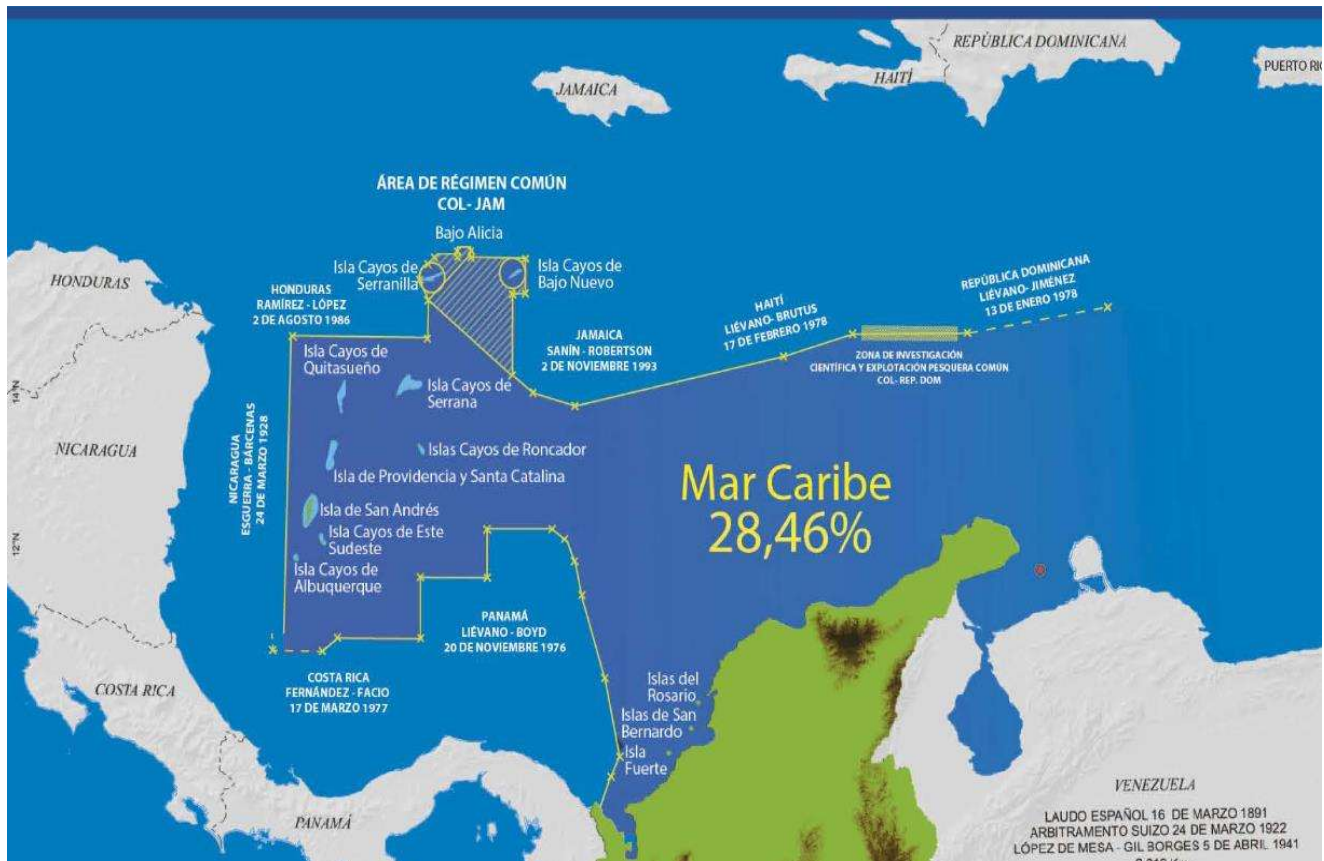 REPÙBLICA DOMINICANA
PUERTO RI
HAITÍ
JAMAICA
ÁREA DE RÉGIMEN COMÚN
COL- JAM
Bajo Alicia
Isla Cayos de
Serranilla
Isla Cayos de
Bajo Nuevo
HONDURAS
HONDURAS
RAMÍREZ - LÓPEZ
2 DE AGOSTO 1986
JAMAICA
SANÍN - ROBERTSON
2 DE NOVIEMBRE 1993
HAITÍ
LIÉVANO- BRUTUS
17 DE FEBRERO 1978
REPÚBLICA DOMINICANA
LIÉVANO- JIMÉNEZ
13 DE ENERO 1978
ZONA DE INVESTIGACIÓN
CIENTÍFICA Y EXPLOTACIÓN PESQUERA COMÚN
COL- REP. DOM
Isla Cayos de
Quitasueño
Isla Cayos de
Serrana
14°N
NICARAGUA
NICARAGUA
ESGUERRA - BÁRCENAS
24 DE MARZO 1928
Islas Cayos de Roncador
Isla de Providencia y Santa Catalina
Mar Caribe
28,46%
Isla de San Andrés
Isla Cayos de Este
Sudeste
Isla Cayos de
Albuquerque
12°N
PANAMÁ
LIÉVANO - BOYD
20 DE NOVIEMBRE 1976
COSTA RICA
COSTA RICA
FERNÁNDEZ - FACIO
17 DE MARZO 1977
Islas del
Rosario
Islas de San
Bernardo
Isla
Fuerte
PANAMÁ
VENEZUELA
LAUDO ESPAÑOL 16 DE MARZO 1891
ARBITRAMENTO SUIZO 24 DE MARZO 1922
LÓPEZ DE MESA - GIL BORGES 5 DE ABRIL 1941